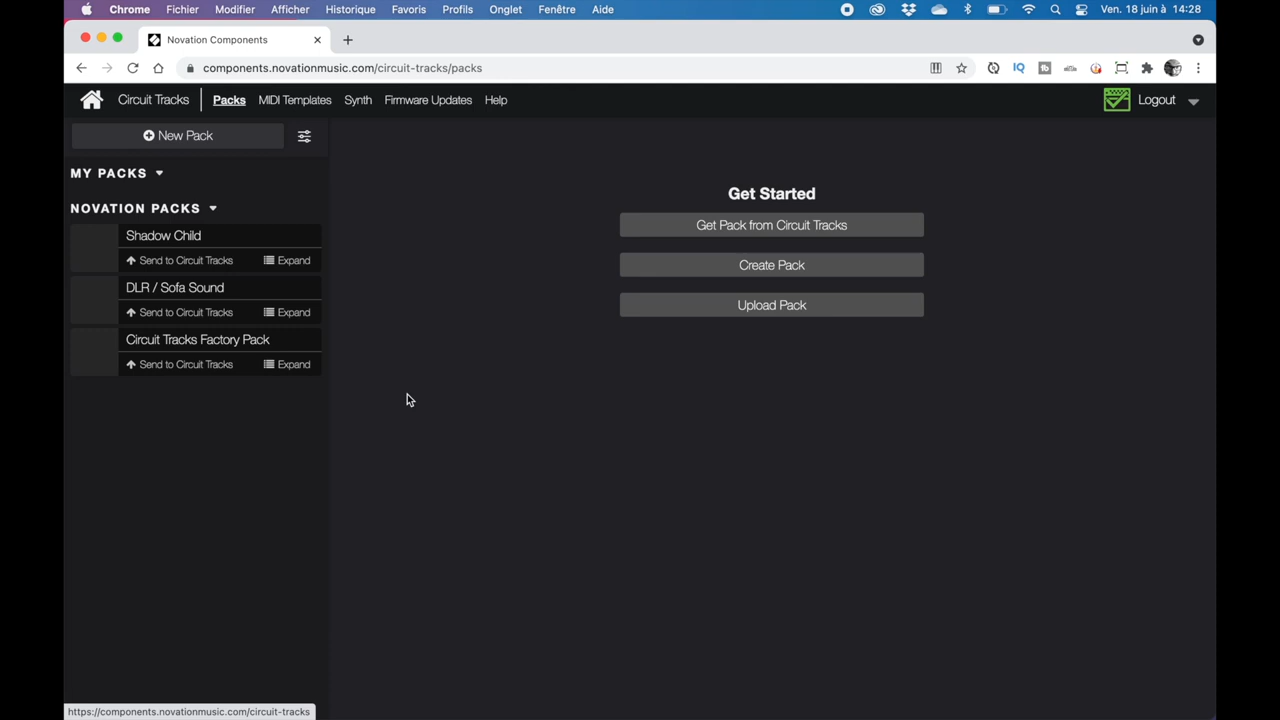 Chrome Fichier Modifier Afficher Historique Favoris Profils Onglet Fenêtre Aide Ven. 18 juin à 14:28
Novation Components
components.novationmusic.com/circuit-tracks/packs
Circuit Tracks Packs MIDI Templates Synth Firmware Updates Help Logout
New Pack
MY PACKS
NOVATION PACKS
Shadow Child
Send to Circuit Tracks Expand
DLR / Sofa Sound
Send to Circuit Tracks Expand
Circuit Tracks Factory Pack
Send to Circuit Tracks Expand
Get Started
Get Pack from Circuit Tracks
Create Pack
Upload Pack
https://components.novationmusic.com/circuit-tracks